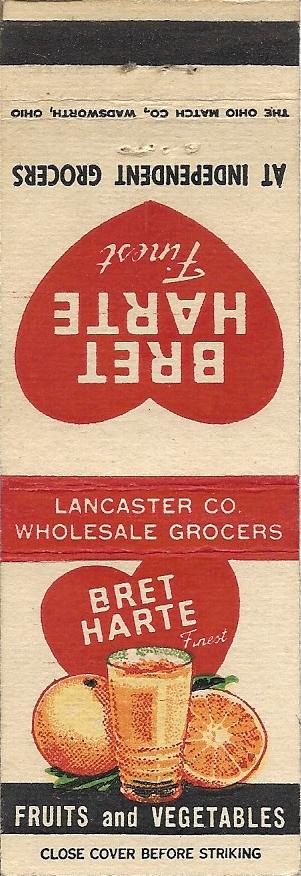 THE OHIO MATCH CO., WADSWORTH, OHIO
AT INDEPENDENT GROCERS
Finest
BRET
HARTE
LANCASTER CO.
WHOLESALE GROCERS
BRET
HARTE
Finest
FRUITS and VEGETABLES
CLOSE COVER BEFORE STRIKING